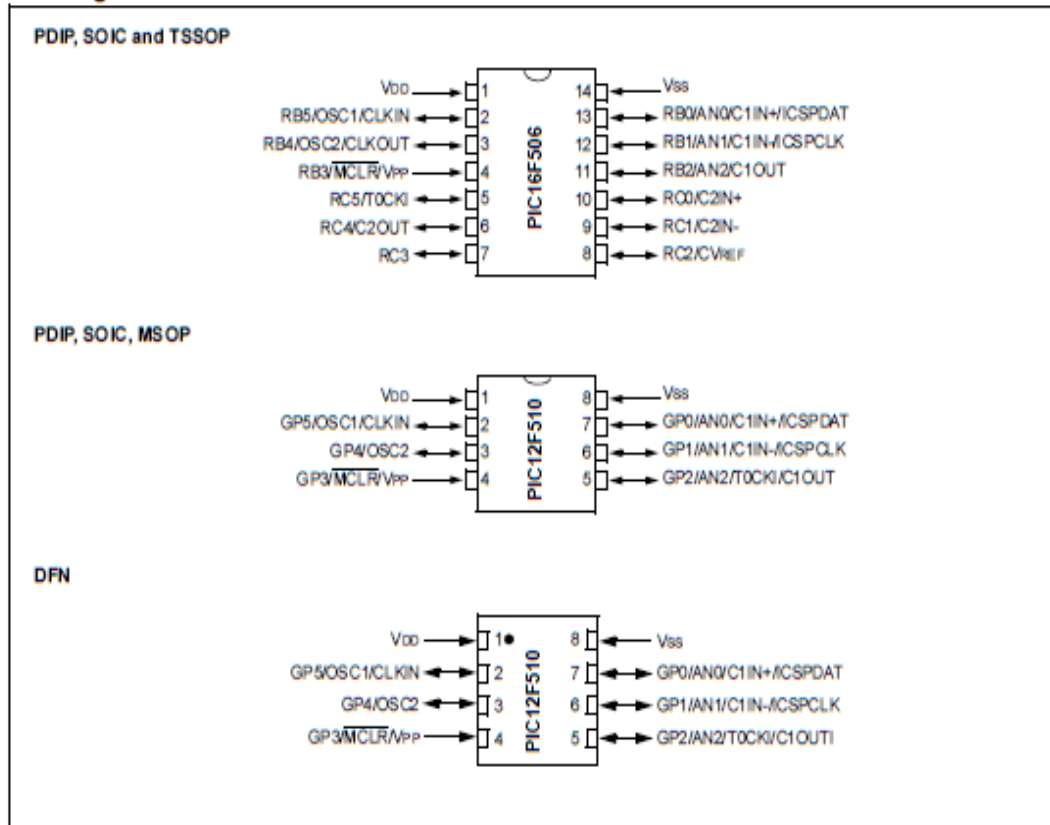 PDIP, SOIC and TSSOP
VDD 1 14 VSS
RB5/OSC1/CLKIN 2 13 RB0/AN0/C1IN+/ICSPDAT
RB4/OSC2/CLKOUT 3 12 RB1/AN1/C1IN-/ICSPCLK
RB3/MCLR/VPP 4 11 RB2/AN2/C1OUT
RC5/T0CKI 5 10 RC0/C2IN+
RC4/C2OUT 6 9 RC1/C2IN-
RC3 7 8 RC2/CVREF
PIC16F506
PDIP, SOIC, MSOP
VDD 1 8 VSS
GP5/OSC1/CLKIN 2 7 GP0/AN0/C1IN+/ICSPDAT
GP4/OSC2 3 6 GP1/AN1/C1IN-/ICSPCLK
GP3/MCLR/VPP 4 5 GP2/AN2/T0CKI/C1OUT
PIC12F510
DFN
VDD 1 8 VSS
GP5/OSC1/CLKIN 2 7 GP0/AN0/C1IN+/ICSPDAT
GP4/OSC2 3 6 GP1/AN1/C1IN-/ICSPCLK
GP3/MCLR/VPP 4 5 GP2/AN2/T0CKI/C1OUTI
PIC12F510